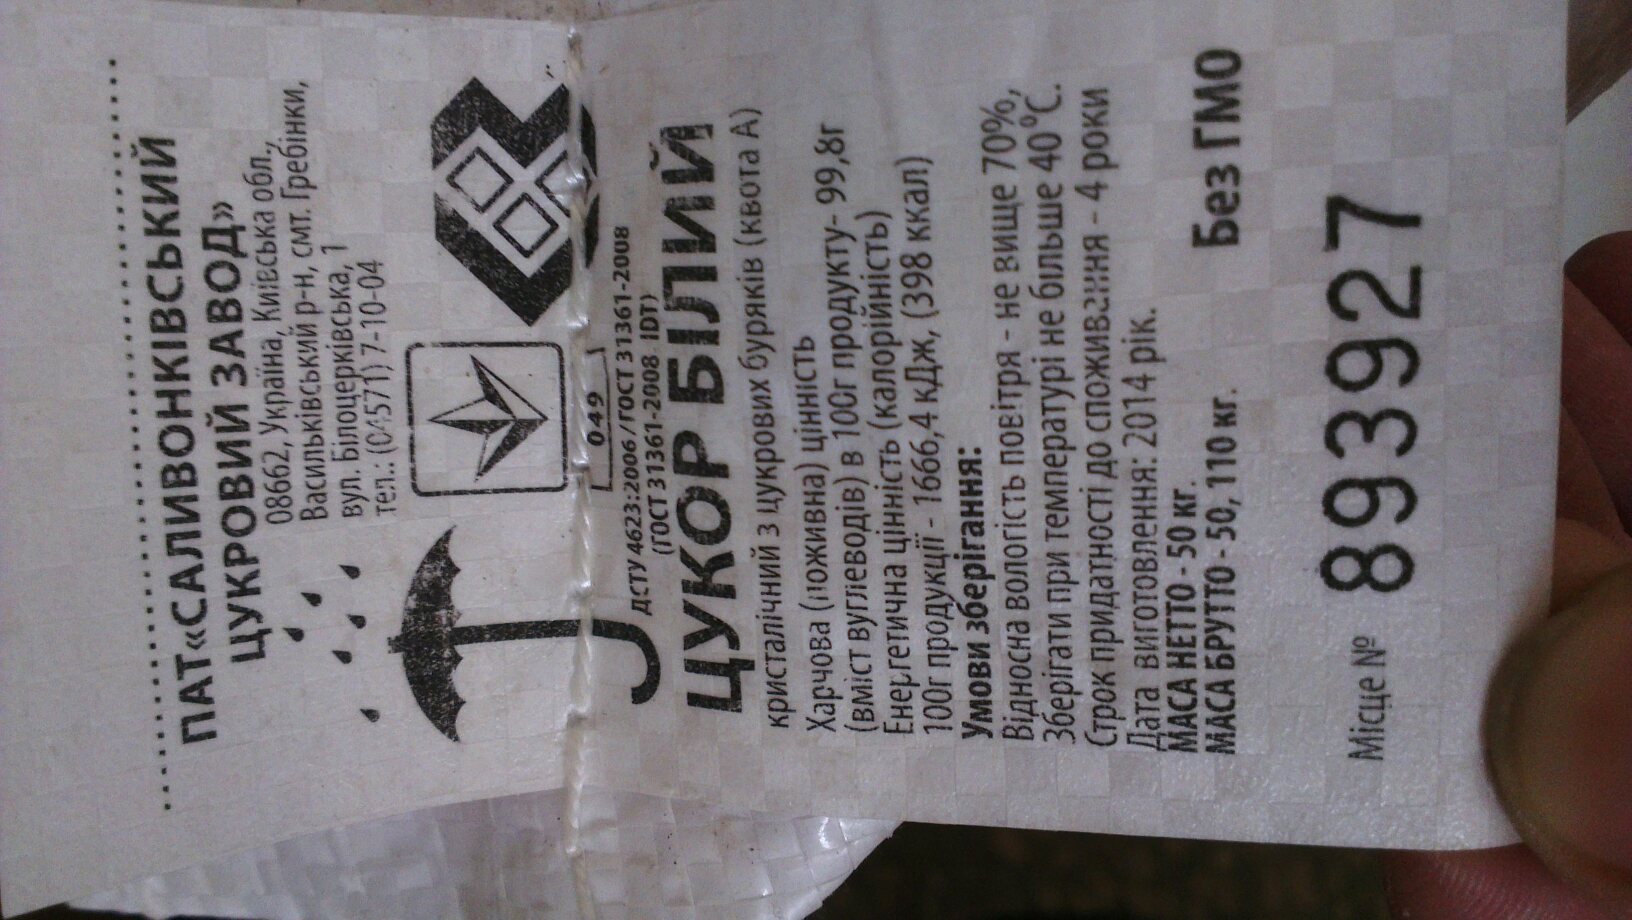 ПАТ «САЛИВОНКІВСЬКИЙ
ЦУКРОВИЙ ЗАВОД»
08662, Україна, Київська обл.,
Васильківський р-н, смт. Гребінки,
вул. Білоцерківська, 1
тел.: (04571) 7-10-04
049
ДСТУ 4623:2006 / ГОСТ 31361-2008
(ГОСТ 31361-2008 IDT)
ЦУКОР БІЛИЙ
кристалічний з цукрових буряків (квота А)
Харчова (поживна) цінність
(вміст вуглеводів) в 100г продукту- 99,8г
Енергетична цінність (калорійність)
100г продукції - 1666,4 кДж, (398 ккал)
Умови зберігання:
Відносна вологість повітря - не вище 70%,
Зберігати при температурі не більше 40°С.
Строк придатності до споживання - 4 роки
Дата виготовлення: 2014 рік.
МАСА НЕТТО - 50 кг.
МАСА БРУТТО - 50, 110 кг.
Без ГМО
Місце № 893927